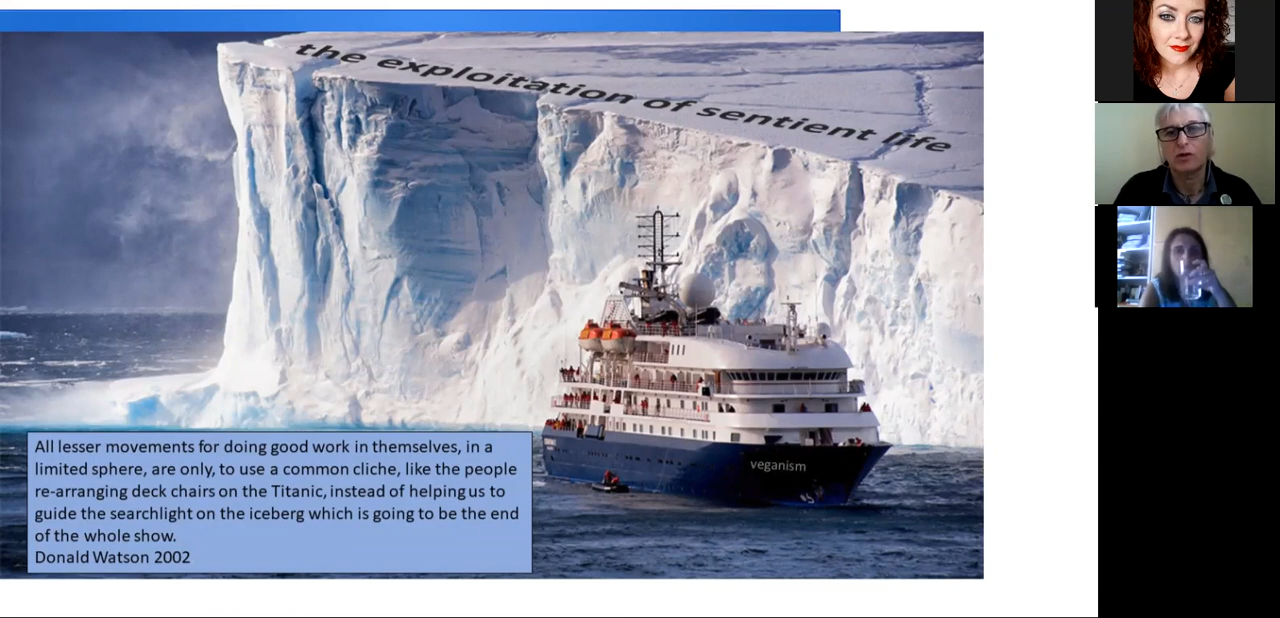 the exploitation of sentient life
veganism
All lesser movements for doing good work in themselves, in a
limited sphere, are only, to use a common cliche, like the people
re-arranging deck chairs on the Titanic, instead of helping us to
guide the searchlight on the iceberg which is going to be the end
of the whole show.
Donald Watson 2002